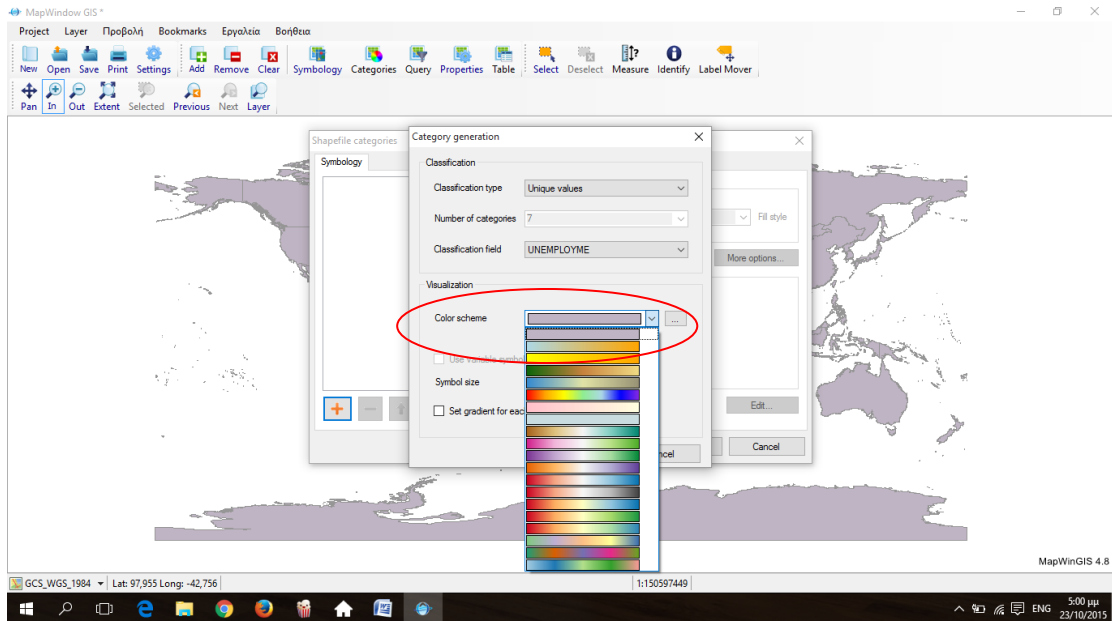 MapWindow GIS *
Project Layer Προβολή Bookmarks Εργαλεία Βοήθεια
New Open Save Print Settings Add Remove Clear Symbology Categories Query Properties Table Select Deselect Measure Identify Label Mover
Pan In Out Extent Selected Previous Next Layer
Shapefile categories
Category generation
Symbology
Classification
Classification type Unique values
Number of categories 7
Fill style
Classification field UNEMPLOYME
More options...
Visualization
Color scheme ...
Use variable symbol
Symbol size
Set gradient for eac
Edit...
Cancel
MapWinGIS 4.8
GCS_WGS_1984 Lat: 97,955 Long: -42,756 1:150597449
ENG 5:00 μμ
23/10/2015